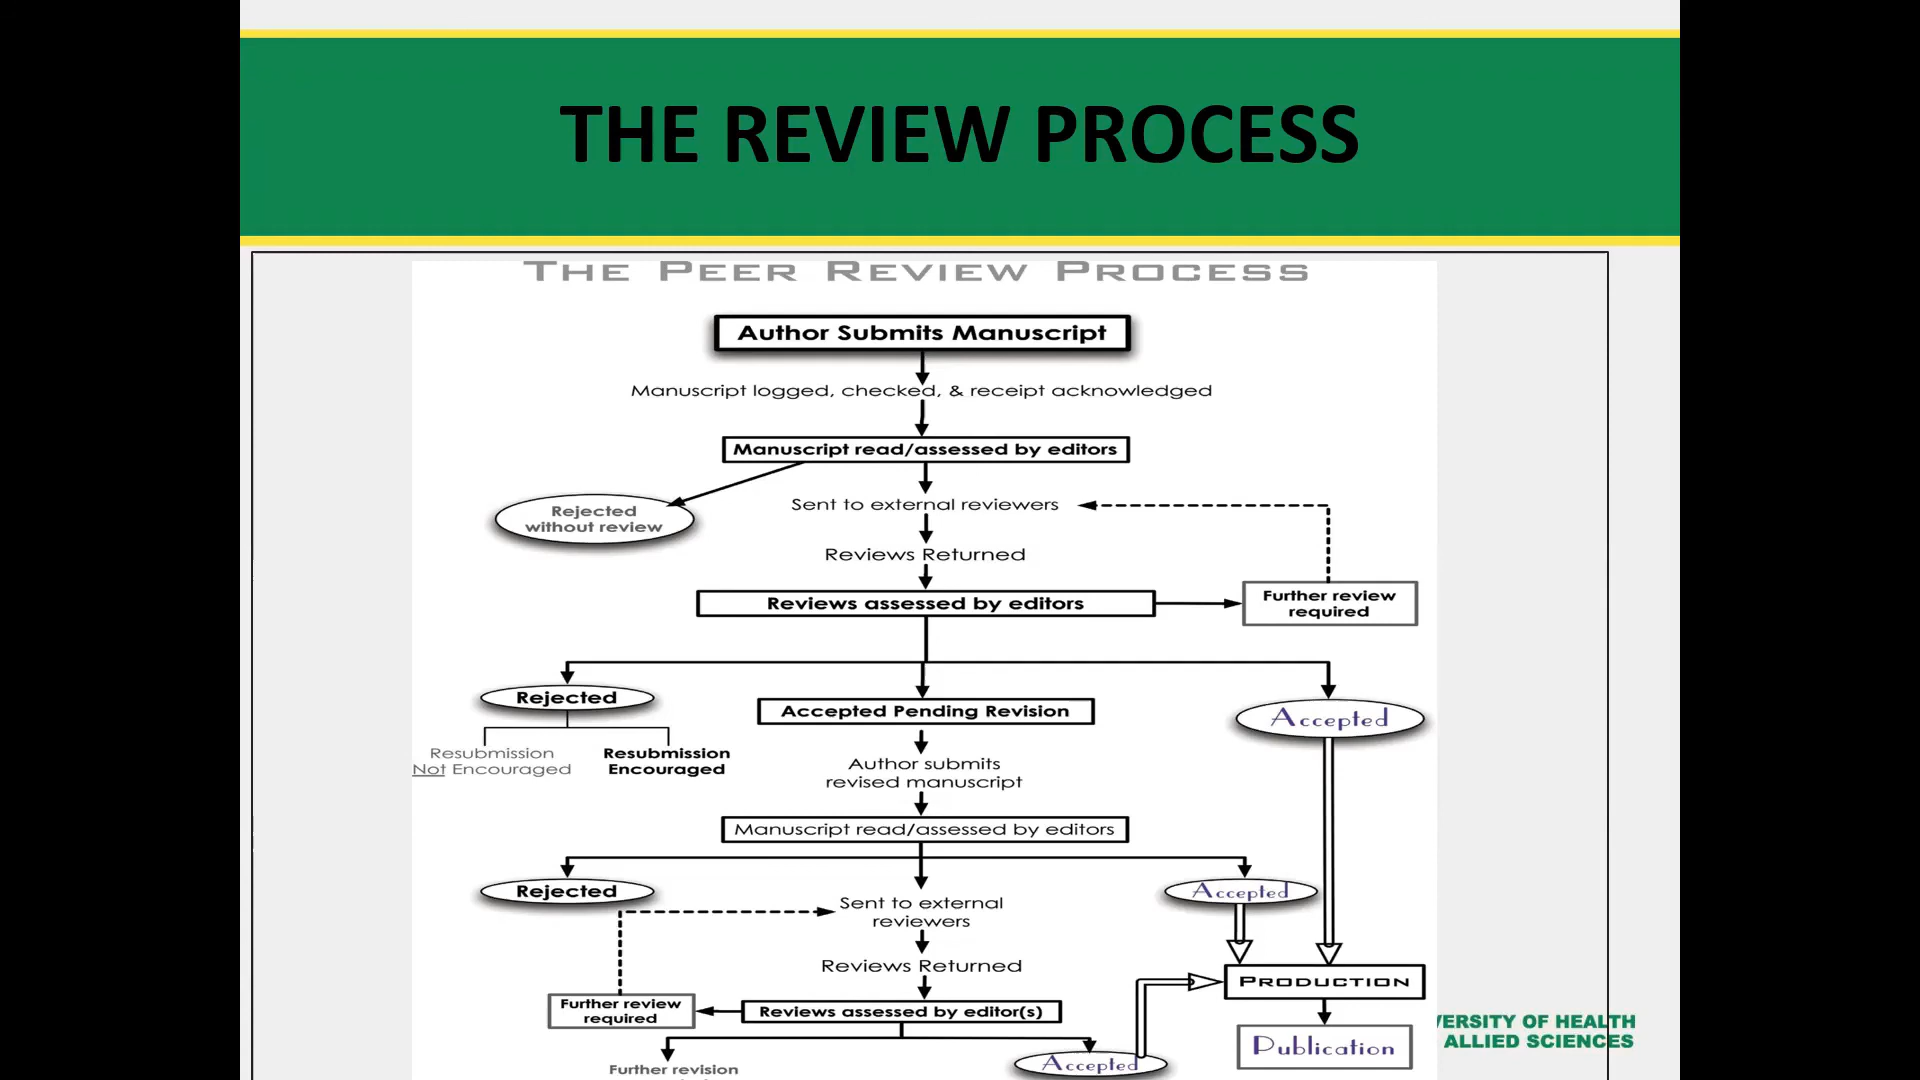 THE REVIEW PROCESS
THE PEER REVIEW PROCESS
Author Submits Manuscript
Manuscript logged, checked, & receipt acknowledged
Manuscript read/assessed by editors
Rejected
without review
Sent to external reviewers
Reviews Returned
Reviews assessed by editors
Further review
required
Rejected
Accepted Pending Revision
Accepted
Resubmission
Not Encouraged
Resubmission
Encouraged
Author submits
revised manuscript
Manuscript read/assessed by editors
Rejected
Sent to external
reviewers
Accepted
Reviews Returned
PRODUCTION
Further review
required
Reviews assessed by editor(s)
Publication
VERSITY OF HEALTH
ALLIED SCIENCES
Further revision
Accepted